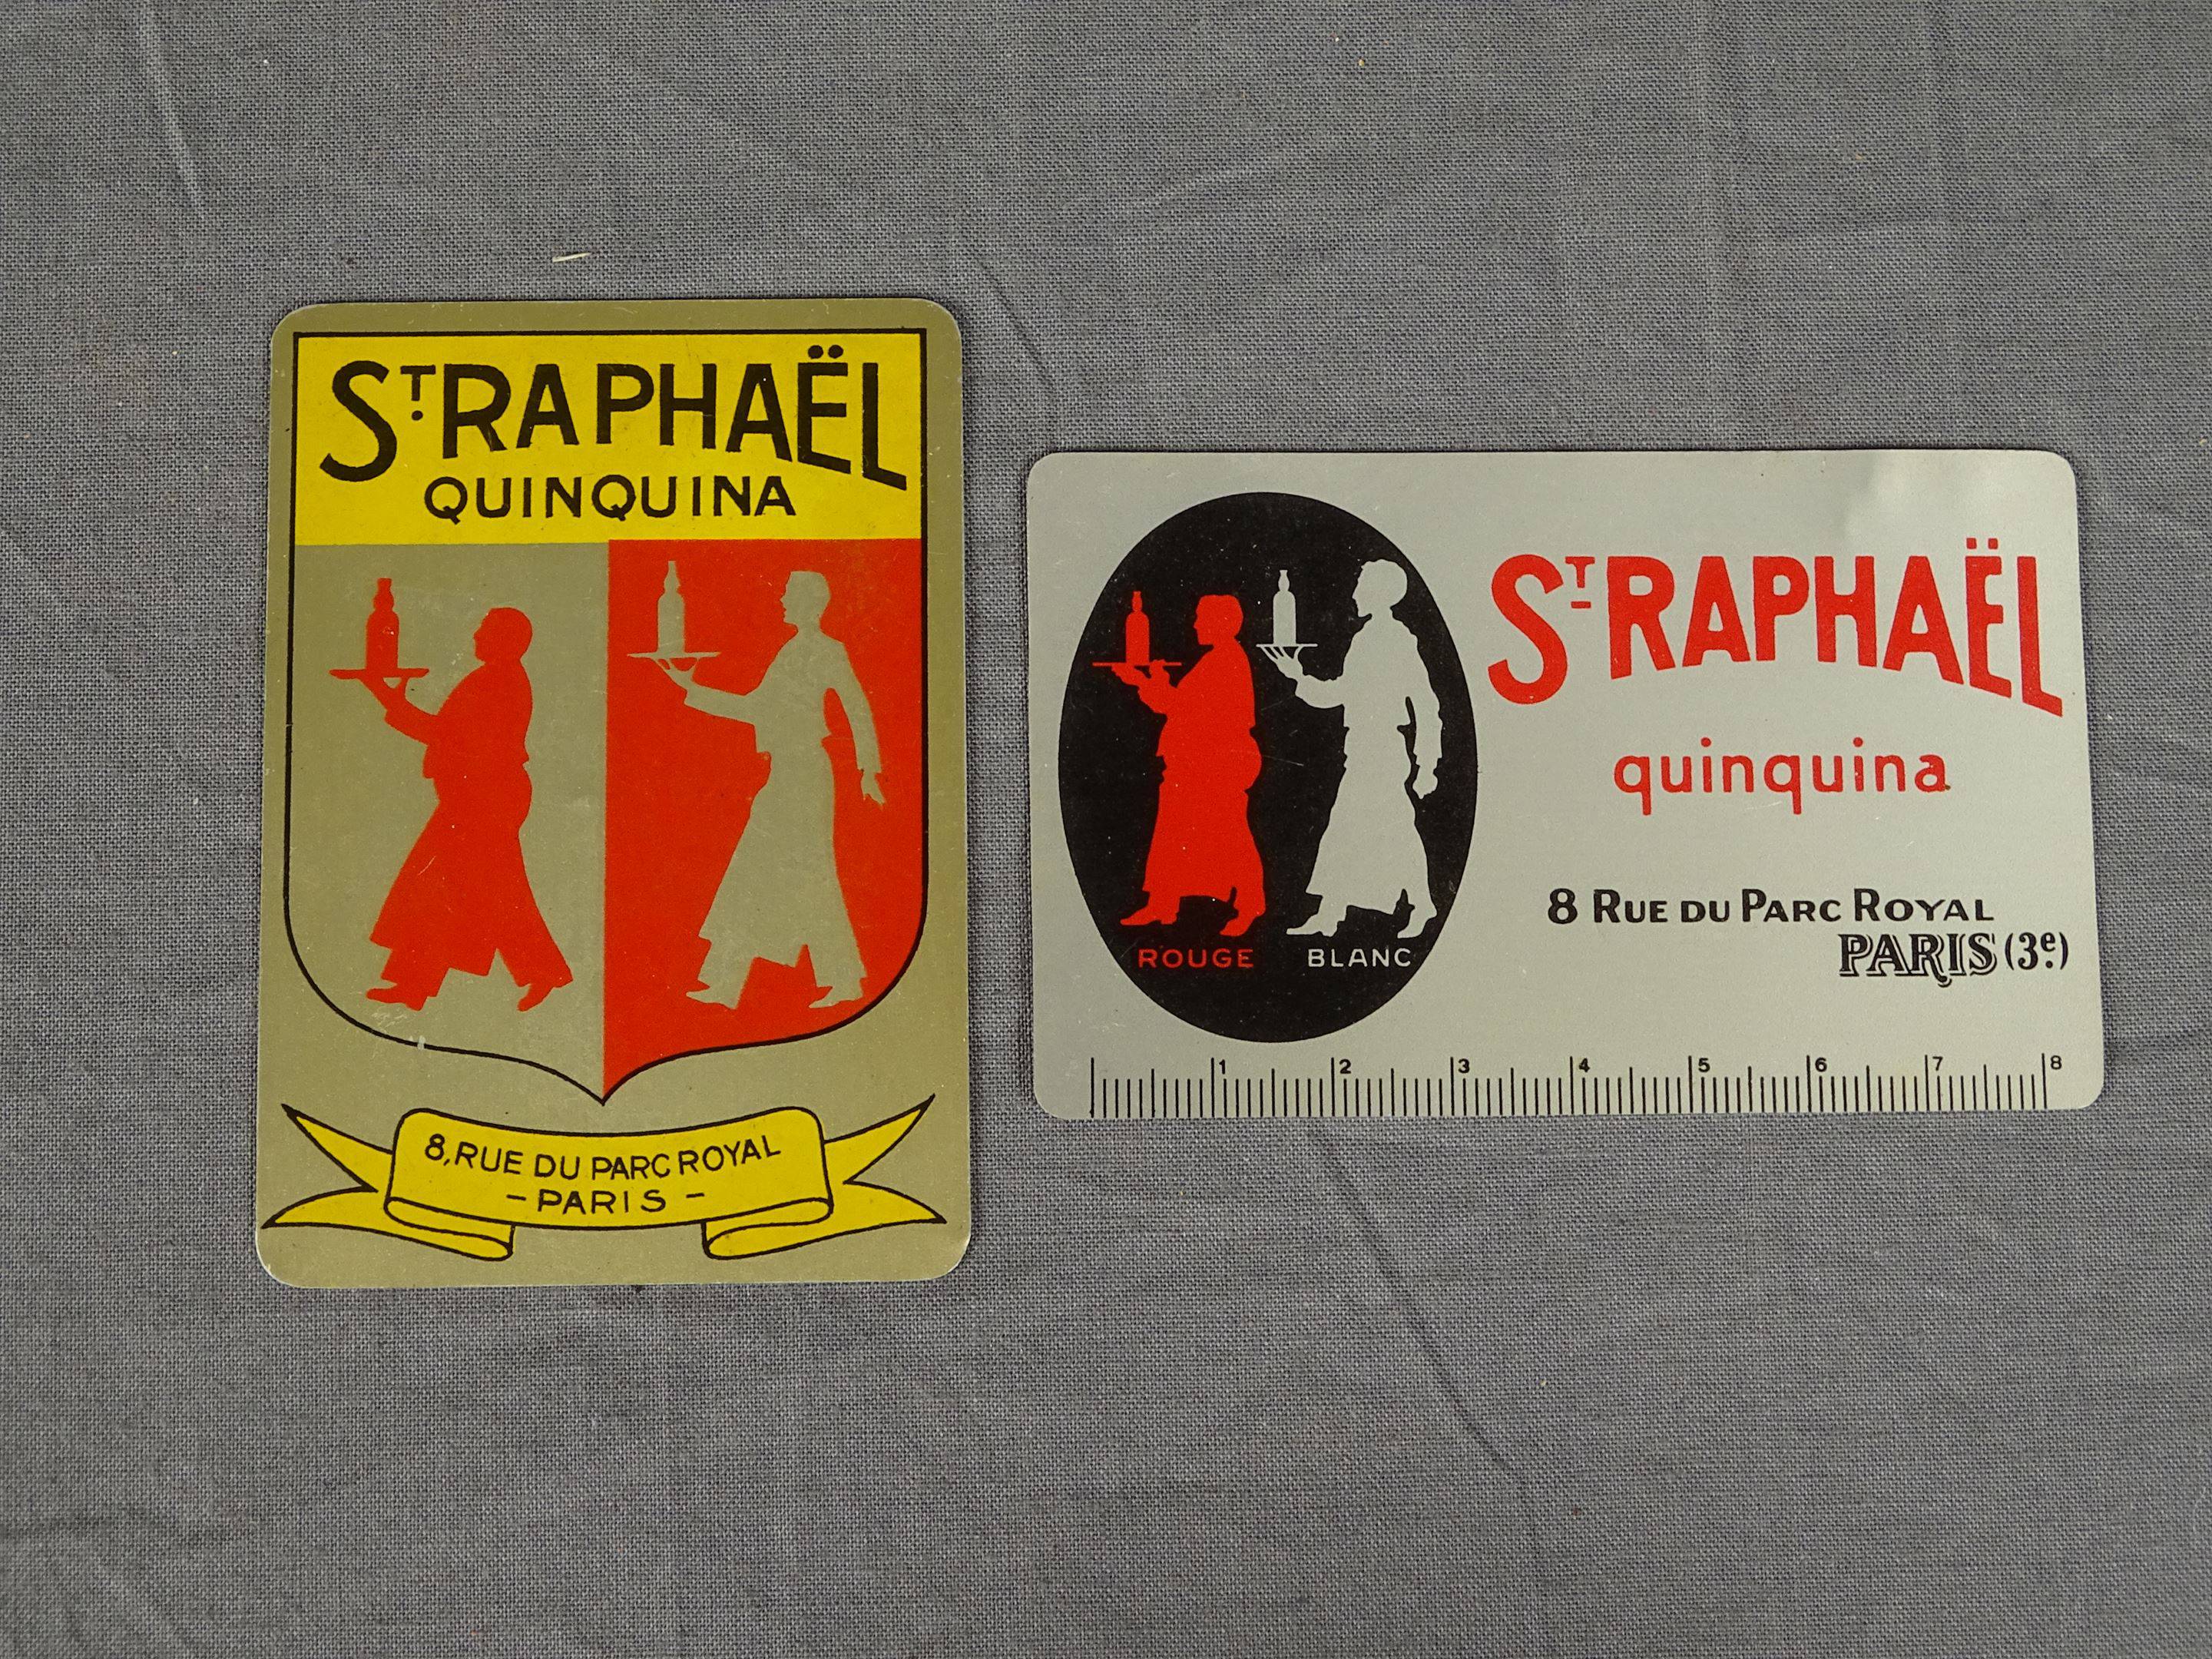 ST. RAPHAËL
QUINQUINA
8, RUE DU PARC ROYAL
- PARIS -
ST RAPHAËL
quinquina
ROUGE BLANC
8 RUE DU PARC ROYAL
PARIS (3e.)
1 2 3 4 5 6 7 8